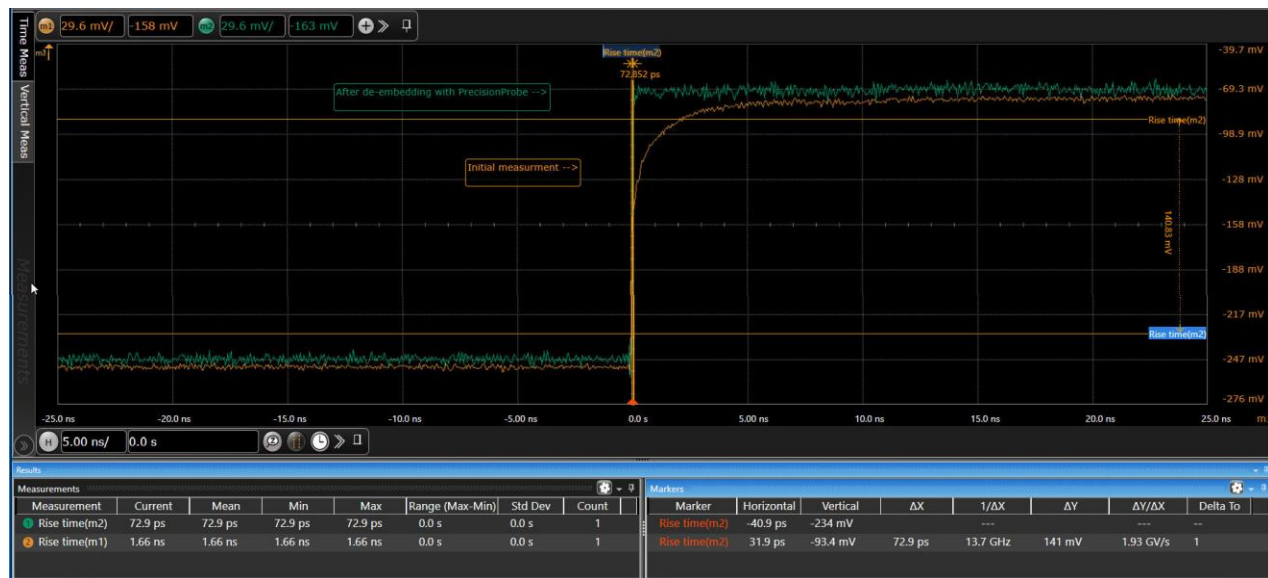 m1 29.6 mV/ -158 mV m2 29.6 mV/ -163 mV
Time Meas
Vertical Meas
Measurements
m1
Rise time(m2)
72.852 ps
After de-embedding with PrecisionProbe -->
Initial measurment -->
-39.7 mV
-69.3 mV
Rise time(m2)
-98.9 mV
-128 mV
140.83 mV
-158 mV
-188 mV
-217 mV
Rise time(m2)
-247 mV
-276 mV
-25.0 ns -20.0 ns -15.0 ns -10.0 ns -5.00 ns 0.0 s 5.00 ns 10.0 ns 15.0 ns 20.0 ns 25.0 ns
H 5.00 ns/ 0.0 s
Results
Measurements
Measurement Current Mean Min Max Range (Max-Min) Std Dev Count
1 Rise time(m2) 72.9 ps 72.9 ps 72.9 ps 72.9 ps 0.0 s 0.0 s 1
2 Rise time(m1) 1.66 ns 1.66 ns 1.66 ns 1.66 ns 0.0 s 0.0 s 1
Markers
Marker Horizontal Vertical ΔX 1/ΔX ΔY ΔY/ΔX Delta To
Rise time(m2) -40.9 ps -234 mV --- --- --- --
Rise time(m2) 31.9 ps -93.4 mV 72.9 ps 13.7 GHz 141 mV 1.93 GV/s 1